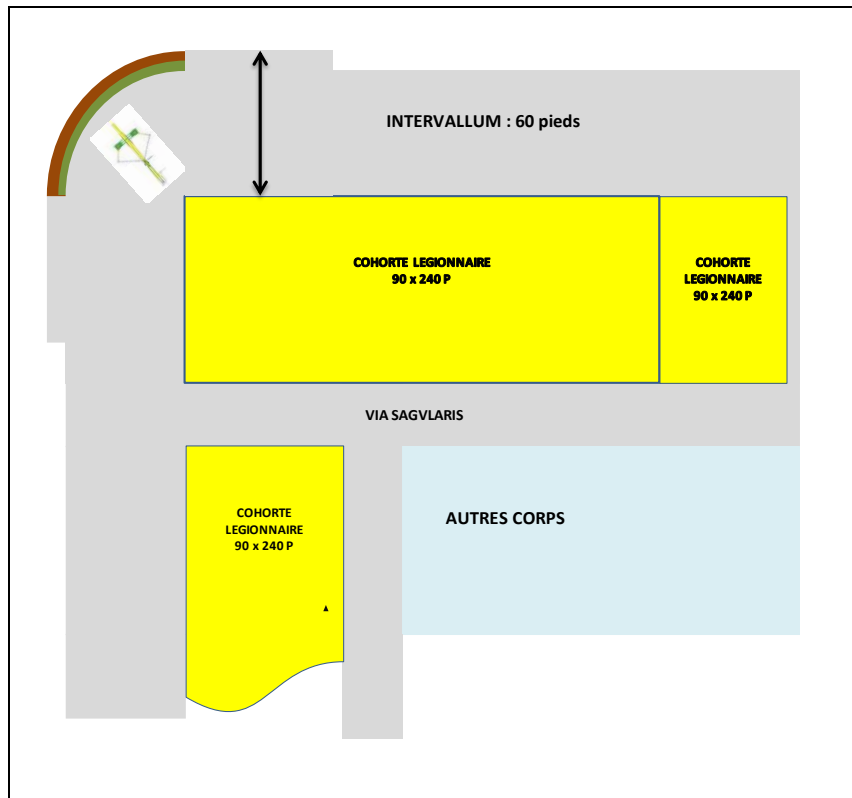 INTERVALLUM : 60 pieds
COHORTE LEGIONNAIRE
90 x 240 P
COHORTE
LEGIONNAIRE
90 x 240 P
VIA SAGVLARIS
COHORTE
LEGIONNAIRE
90 x 240 P
AUTRES CORPS